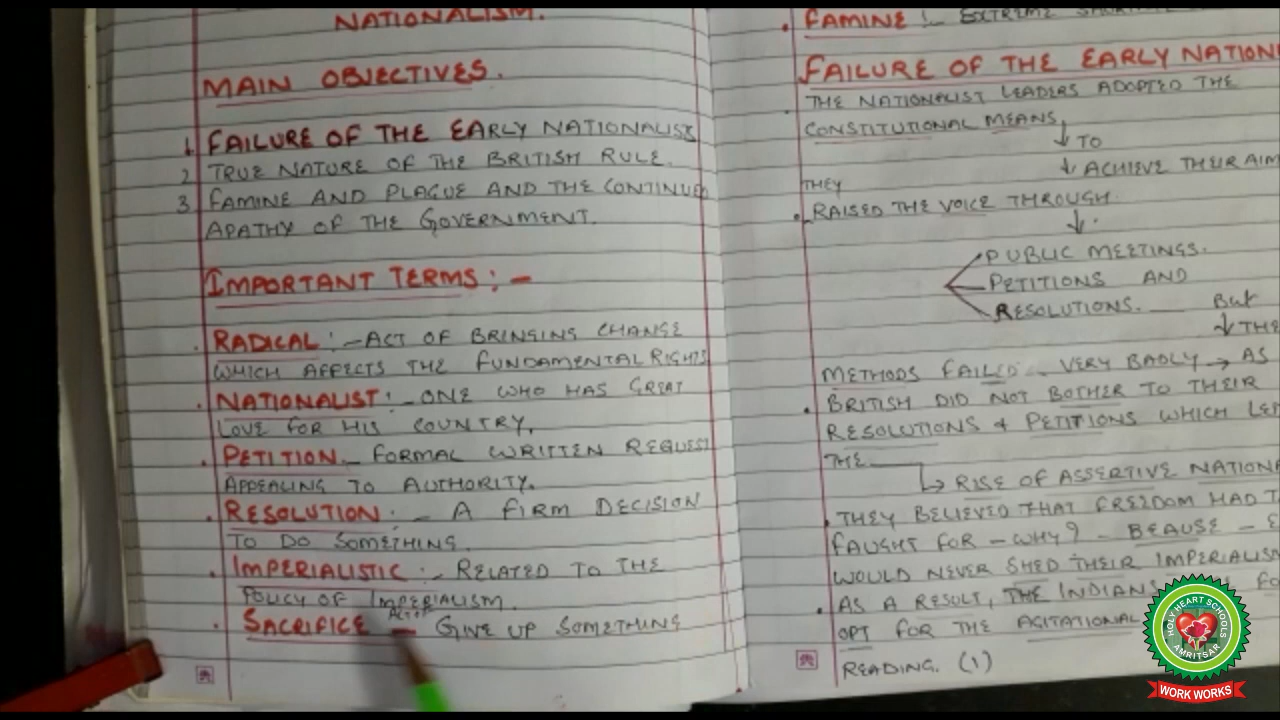 NATIONALISM.
MAIN OBJECTIVES.
1. FAILURE OF THE EARLY NATIONALIST
2 TRUE NATURE OF THE BRITISH RULE.
3 FAMINE AND PLAGUE AND THE CONTINUED
APATHY OF THE GOVERNMENT.
IMPORTANT TERMS :-
RADICAL :- ACT OF BRINGING CHANGE
WHICH AFFECTS THE FUNDAMENTAL RIGHTS
NATIONALIST :- ONE WHO HAS GREAT
LOVE FOR HIS COUNTRY.
PETITION - FORMAL WRITTEN REQUEST
APPEALING TO AUTHORITY.
RESOLUTION :- A FIRM DECISION
TO DO SOMETHING.
IMPERIALISTIC :- RELATED TO THE
POLICY OF IMPERIALISM.
SACRIFICE - GIVE UP SOMETHING
FAMINE :- EXTREME
FAILURE OF THE EARLY NATION
THE NATIONALIST LEADERS ADOPTED THE
CONSTITUTIONAL MEANS
↓ TO
↓ ACHIEVE THEIR AIM
THEY
RAISED THE VOICE THROUGH.
↓
PUBLIC MEETINGS.
PETITIONS AND
RESOLUTIONS. But
↓ THE
METHODS FAILED - VERY BADLY → AS
BRITISH DID NOT BOTHER TO THEIR
RESOLUTIONS & PETITIONS WHICH LE
THE
↳ RISE OF ASSERTIVE NATION
THEY BELIEVED THAT FREEDOM HAD T
FAUGHT FOR - WHY? - BEAUSE -
WOULD NEVER SHED THEIR IMPERIALIS
AS A RESULT, THE INDIANS FO
OPT FOR THE AGITATIONAL
READING. (1)
HOLY HEART SCHOOLS
AMRITSAR
WORK WORKS